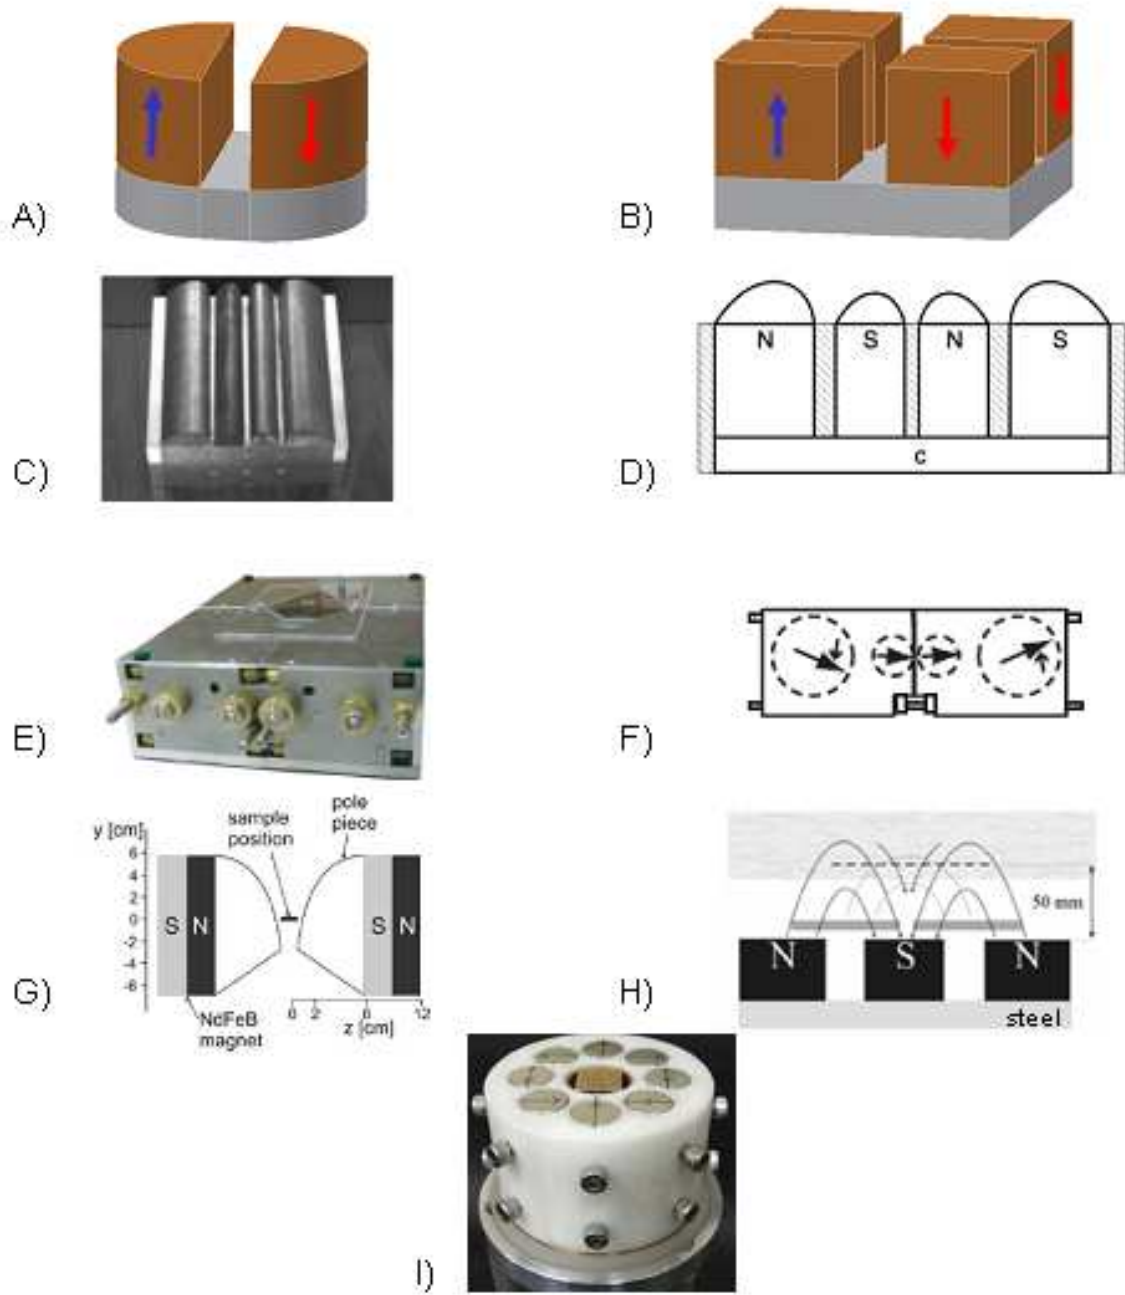 A)
B)
C)
N S N S
c
D)
E)
F)
y [cm]
6
4
2
0
-2
-4
-6
S N
sample
position
pole
piece
S N
NdFeB
magnet
0 2 6 12
z [cm]
G)
50 mm
N S N
steel
H)
I)